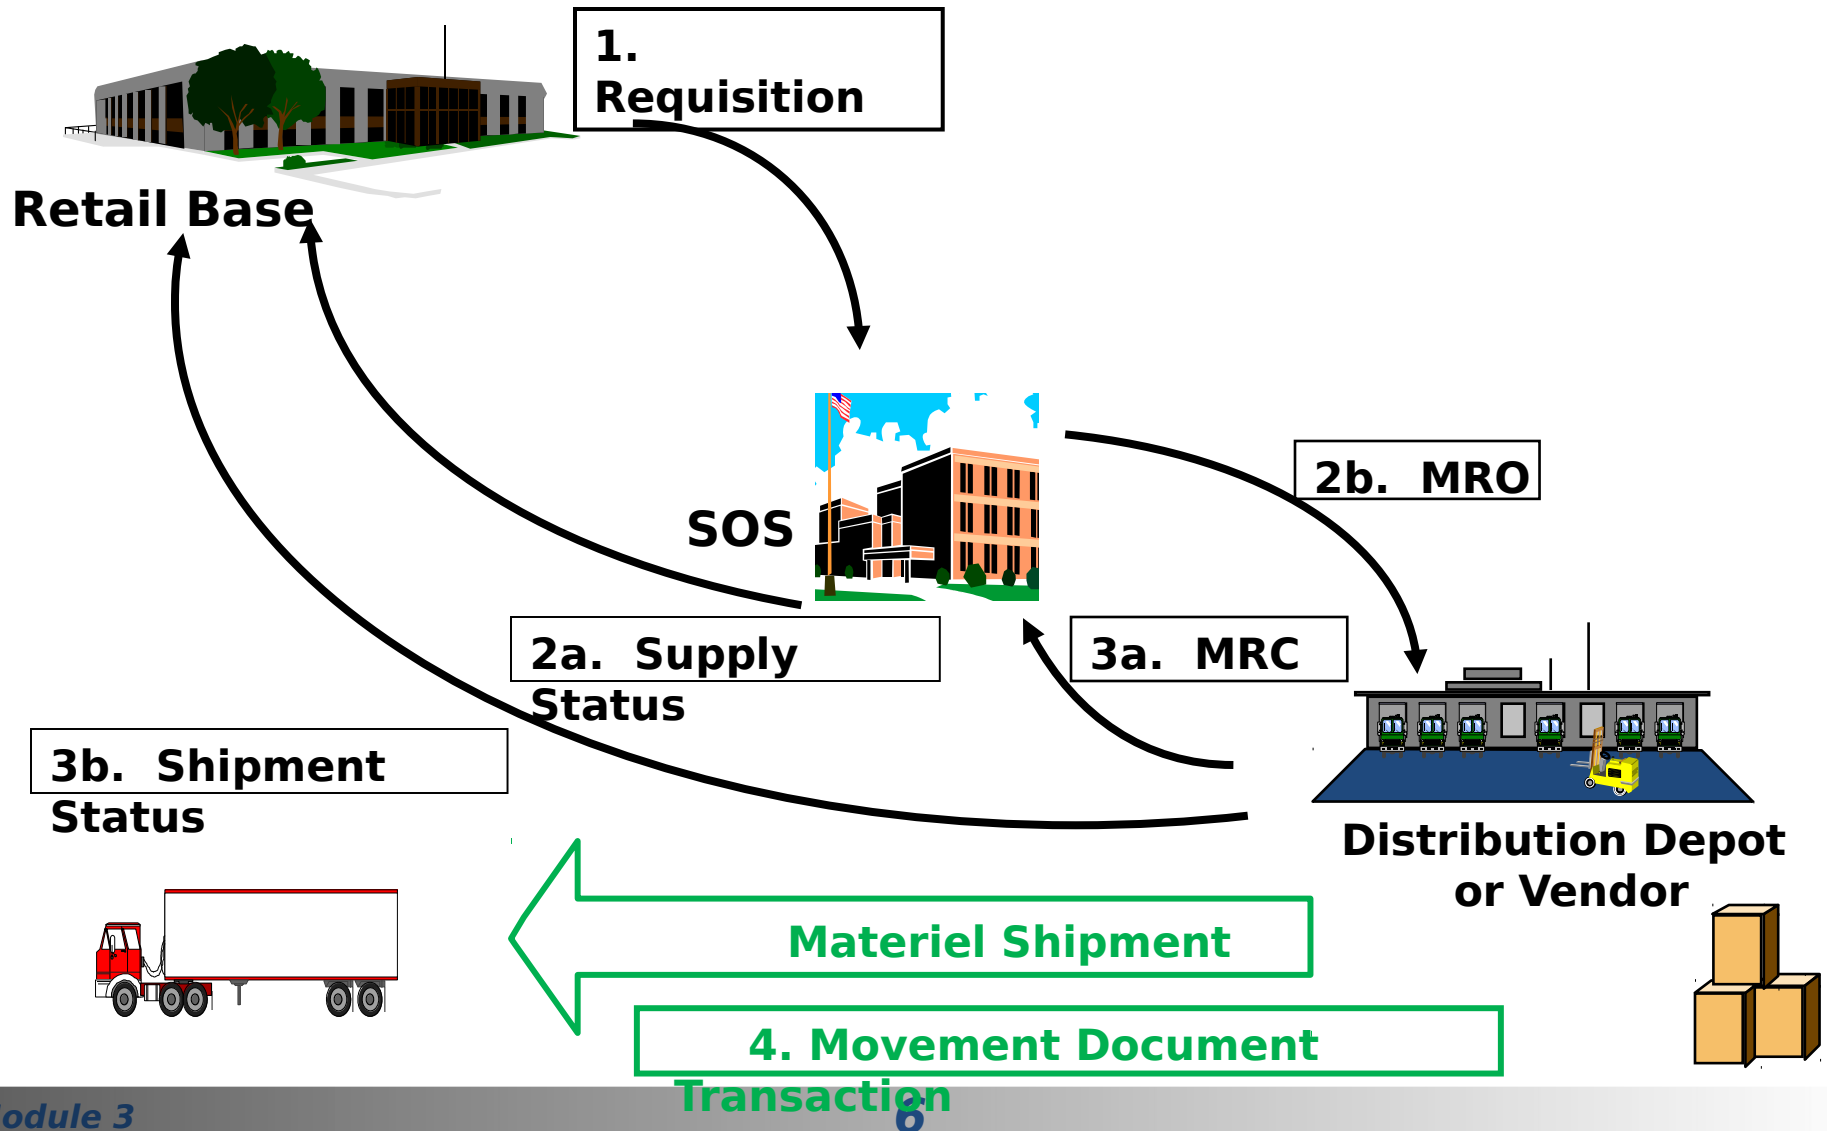 1.
Requisition
Retail Base
2b. MRO
SOS
2a. Supply
Status
3a. MRC
3b. Shipment
Status
Distribution Depot
or Vendor
Materiel Shipment
4. Movement Document
Transaction
odule 3
6